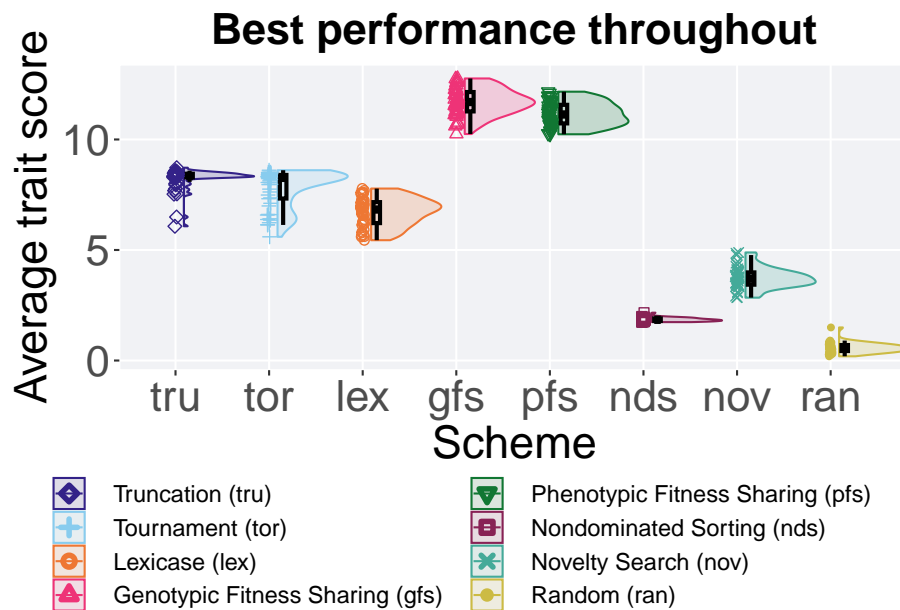 Best performance throughout
Average trait score
10
5
0
tru tor lex gfs pfs nds nov ran
Scheme
Truncation (tru)
Tournament (tor)
Lexicase (lex)
Genotypic Fitness Sharing (gfs)
Phenotypic Fitness Sharing (pfs)
Nondominated Sorting (nds)
Novelty Search (nov)
Random (ran)